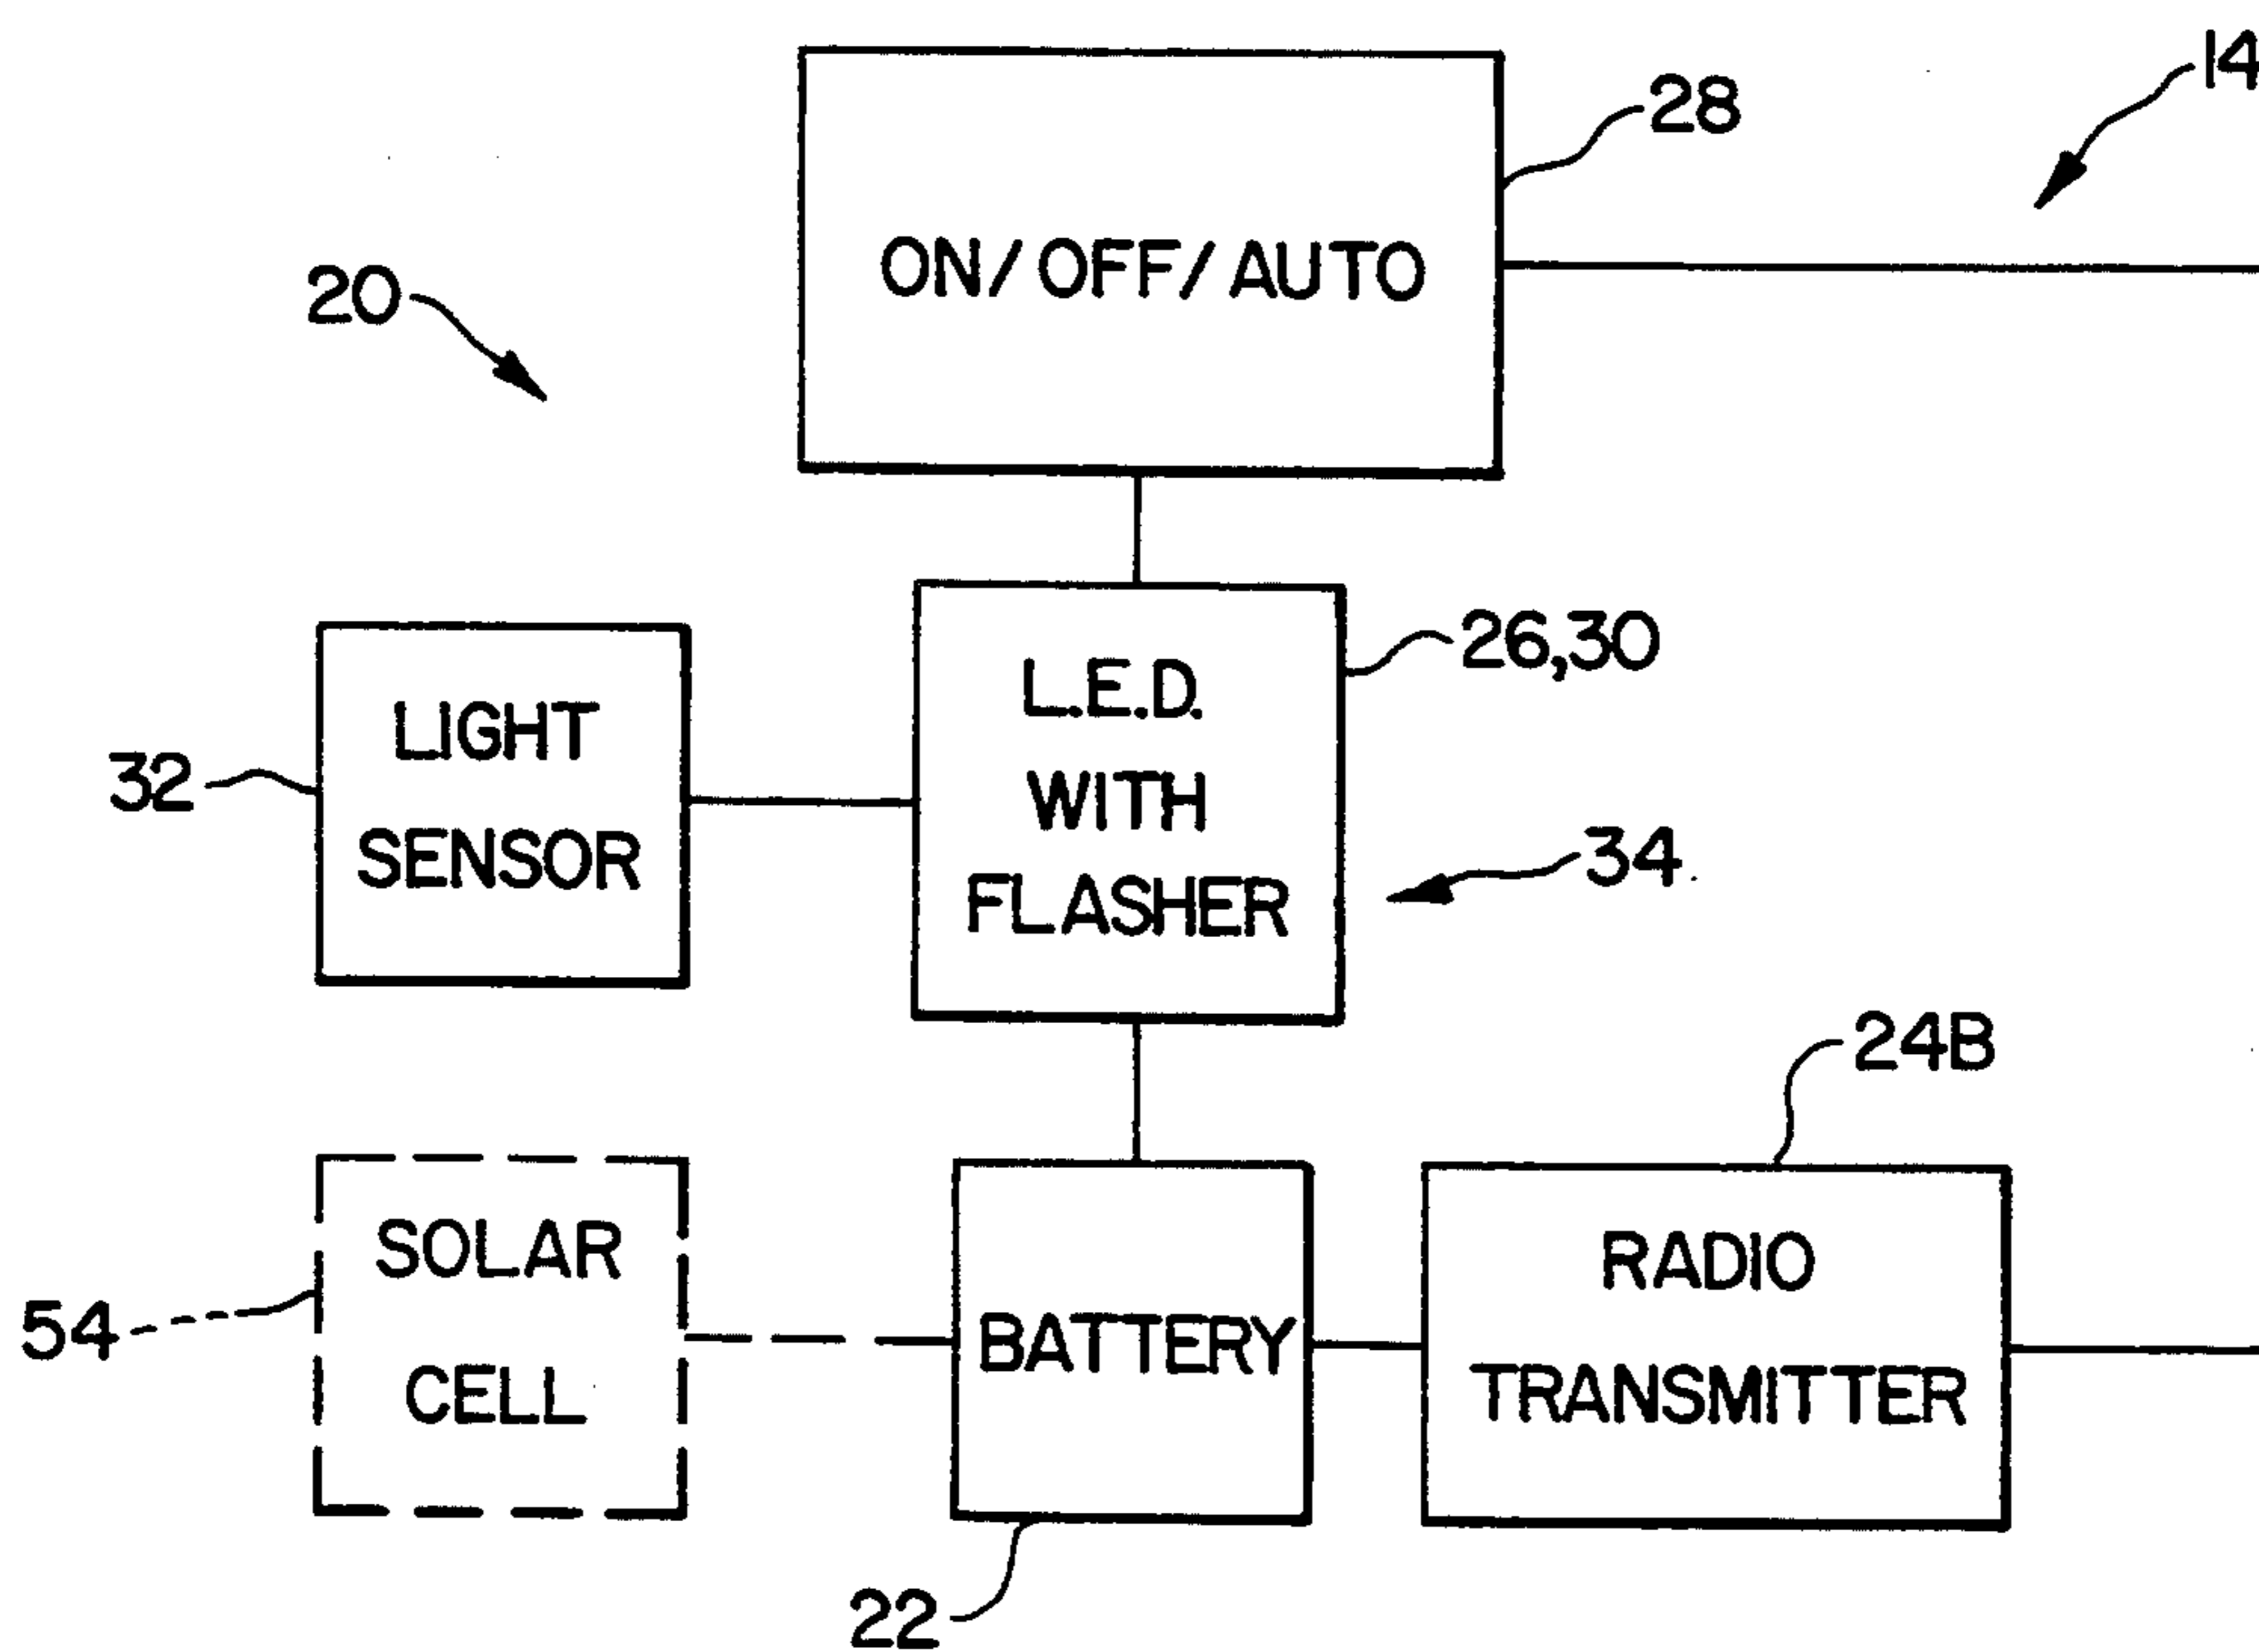 14
28
ON/OFF/AUTO
20
26,30
L.E.D.
WITH
FLASHER
LIGHT
SENSOR
32
34
24B
SOLAR
CELL
54
BATTERY
RADIO
TRANSMITTER
22